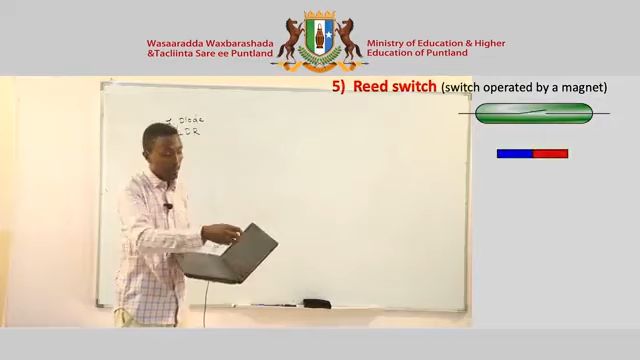 Wasaaradda Waxbarashada
&Tacliinta Sare ee Puntland
Ministry of Education & Higher
Education of Puntland
5) Reed switch (switch operated by a magnet)
Diode
LDR